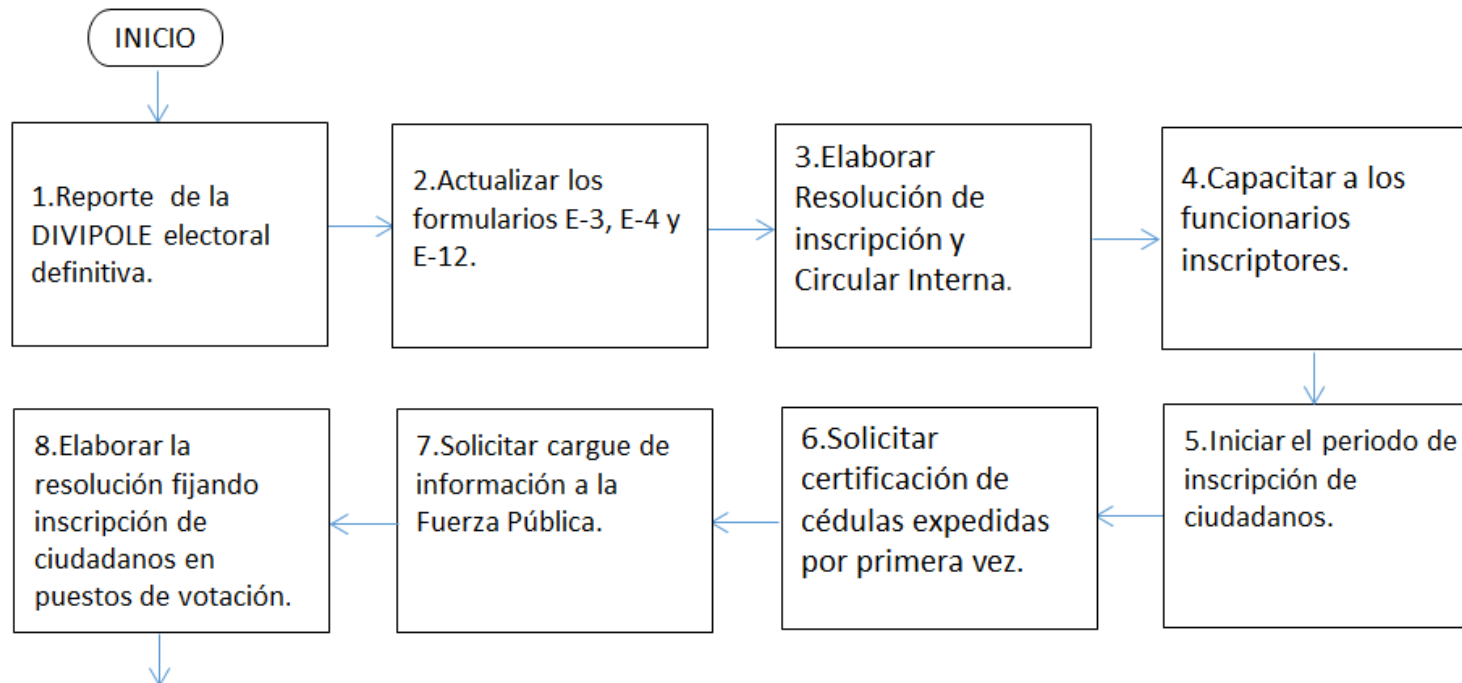 INICIO
1.Reporte de la
DIVIPOLE electoral
definitiva.
2.Actualizar los
formularios E-3, E-4 y
E-12.
3.Elaborar
Resolución de
inscripción y
Circular Interna.
4.Capacitar a los
funcionarios
inscriptores.
5.Iniciar el periodo de
inscripción de
ciudadanos.
6.Solicitar
certificación de
cédulas expedidas
por primera vez.
7.Solicitar cargue de
información a la
Fuerza Pública.
8.Elaborar la
resolución fijando
inscripción de
ciudadanos en
puestos de votación.